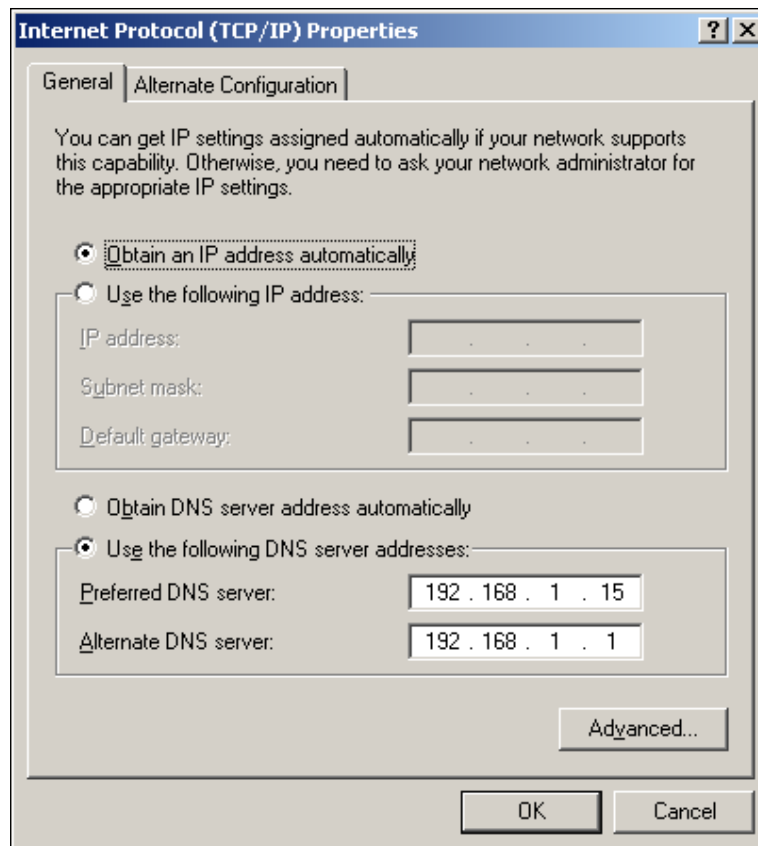 Internet Protocol (TCP/IP) Properties
General
Alternate Configuration
You can get IP settings assigned automatically if your network supports
this capability. Otherwise, you need to ask your network administrator for
the appropriate IP settings.
Obtain an IP address automatically
Use the following IP address:
IP address:
Subnet mask:
Default gateway:
Obtain DNS server address automatically
Use the following DNS server addresses:
Preferred DNS server: 192 . 168 . 1 . 15
Alternate DNS server: 192 . 168 . 1 . 1
Advanced...
OK
Cancel